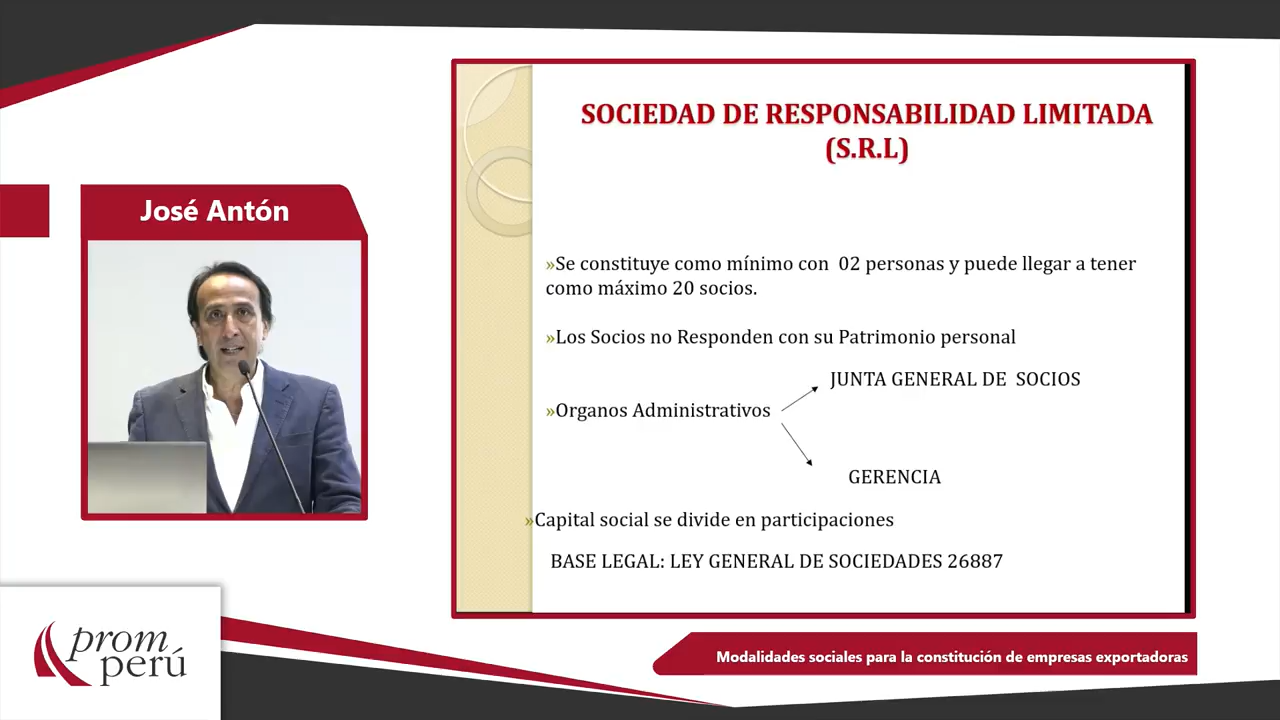 José Antón
SOCIEDAD DE RESPONSABILIDAD LIMITADA
(S.R.L)
»Se constituye como mínimo con 02 personas y puede llegar a tener
como máximo 20 socios.
»Los Socios no Responden con su Patrimonio personal
JUNTA GENERAL DE SOCIOS
»Organos Administrativos
GERENCIA
»Capital social se divide en participaciones
BASE LEGAL: LEY GENERAL DE SOCIEDADES 26887
prom
perú
Modalidades sociales para la constitución de empresas exportadoras